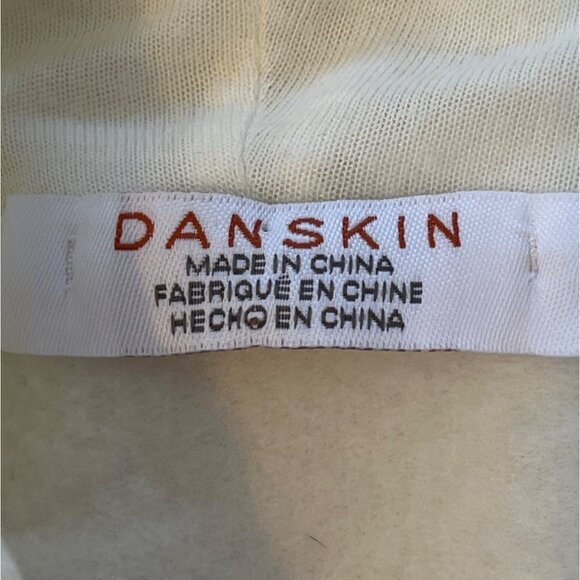 DANSKIN
MADE IN CHINA
FABRIQUÉ EN CHINE
HECHO EN CHINA